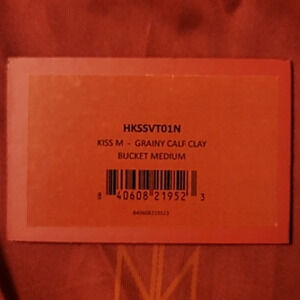 HKSSVT01N
KISS M - GRAINY CALF CLAY
BUCKET MEDIUM
8 40608 21952 3
840608219523